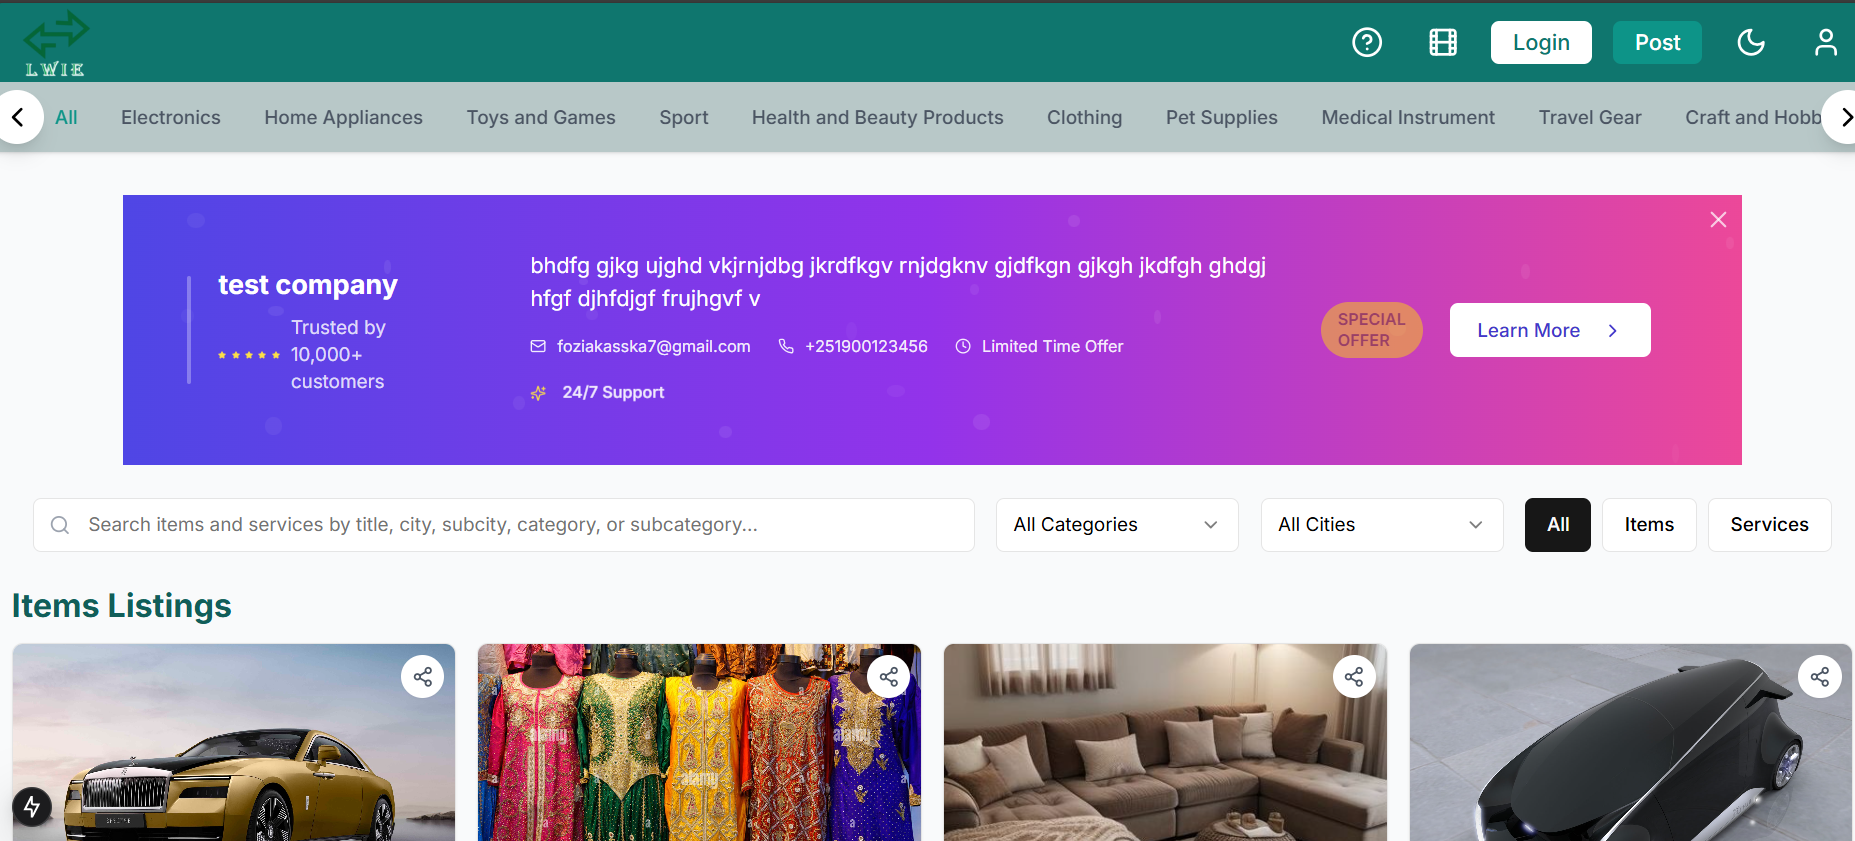 LWIE
Login
Post
All
Electronics
Home Appliances
Toys and Games
Sport
Health and Beauty Products
Clothing
Pet Supplies
Medical Instrument
Travel Gear
Craft and Hobb
test company
Trusted by
10,000+
customers
bhdfg gjkg ujghd vkjrnjdbg jkrdfkgv rnjdgknv gjdfkgn gjkgh jkdfgh ghdgj
hfgf djhfdjgf frujhgvf v
foziakasska7@gmail.com
+251900123456
Limited Time Offer
24/7 Support
SPECIAL
OFFER
Learn More
Search items and services by title, city, subcity, category, or subcategory...
All Categories
All Cities
All
Items
Services
Items Listings
SPECTRE
alamy
alamy
alamy
a
a
a
a